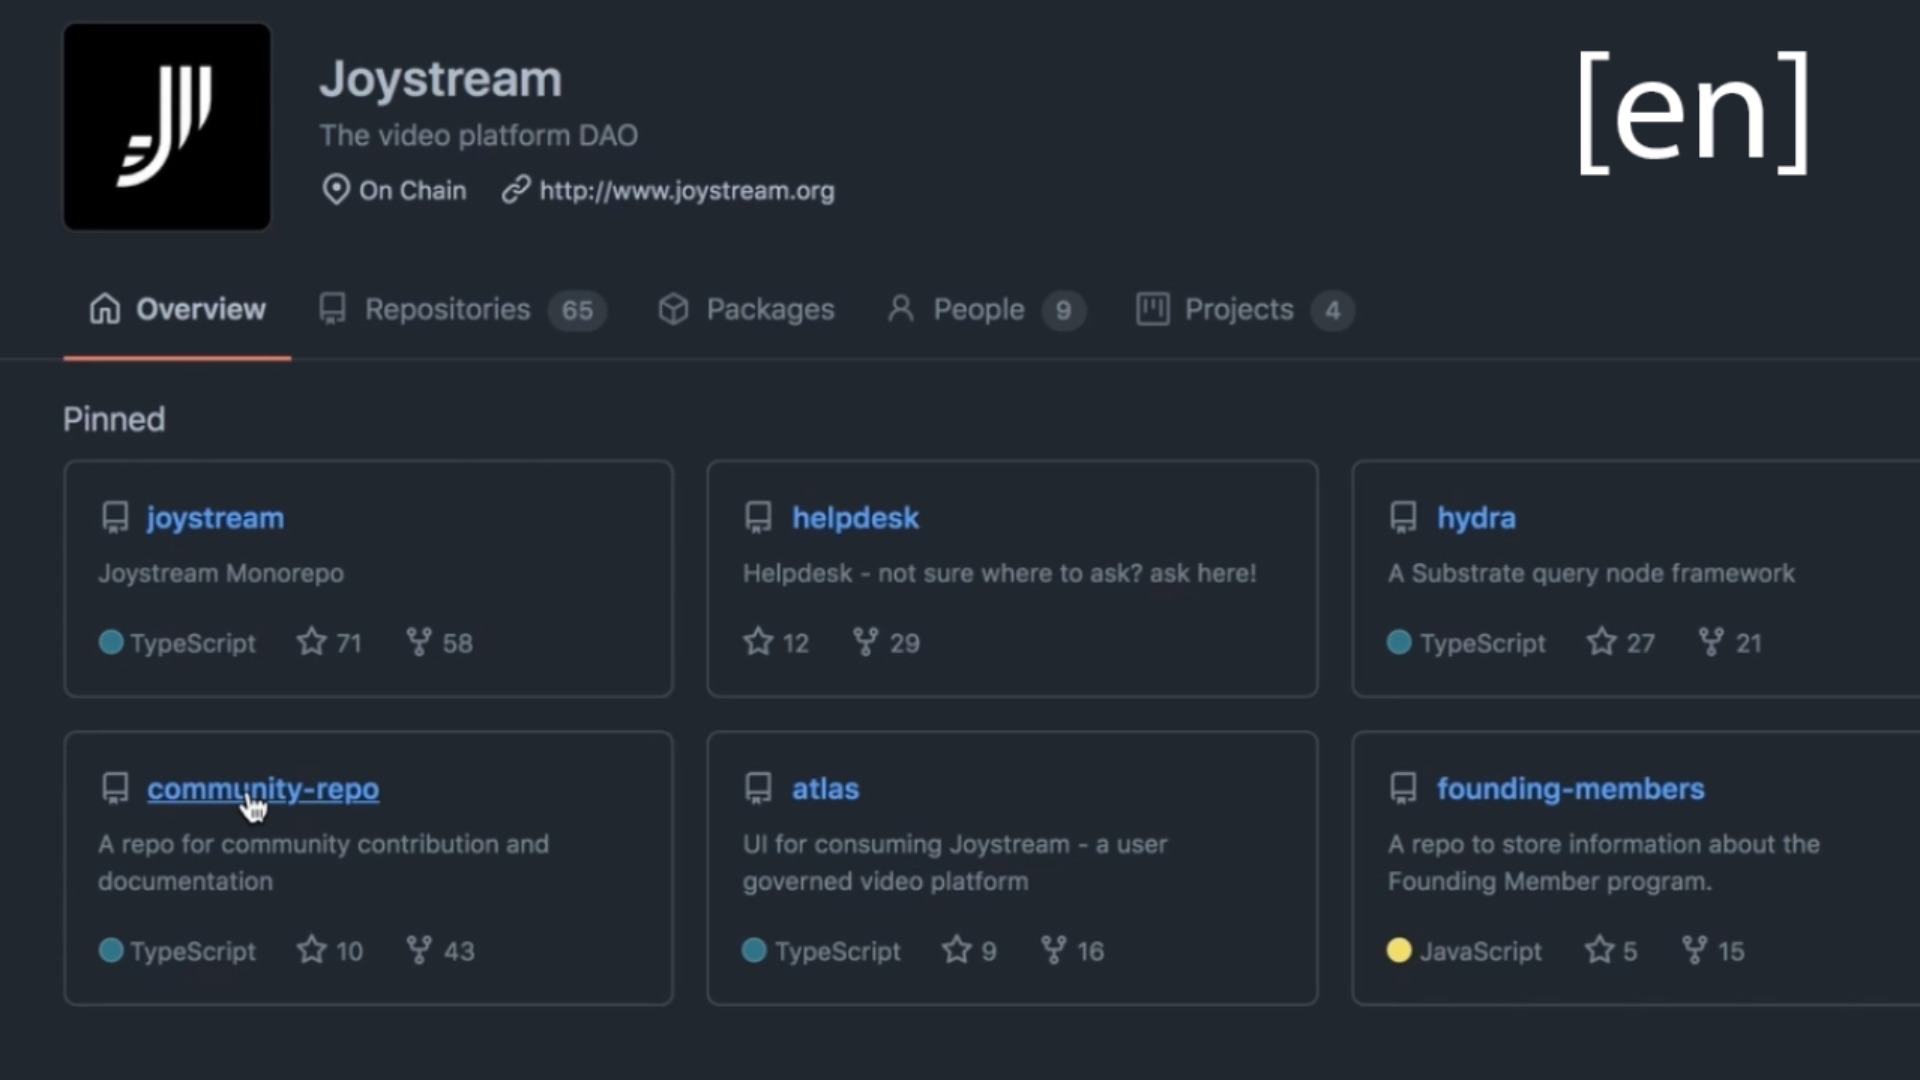 Joystream
The video platform DAO
On Chain http://www.joystream.org
[en]
Overview Repositories 65 Packages People 9 Projects 4
Pinned
joystream
Joystream Monorepo
TypeScript 71 58
helpdesk
Helpdesk - not sure where to ask? ask here!
12 29
hydra
A Substrate query node framework
TypeScript 27 21
community-repo
A repo for community contribution and
documentation
TypeScript 10 43
atlas
UI for consuming Joystream - a user
governed video platform
TypeScript 9 16
founding-members
A repo to store information about the
Founding Member program.
JavaScript 5 15